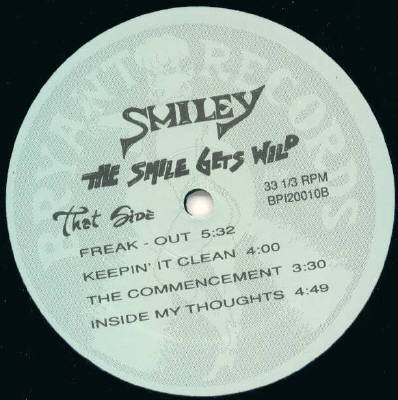 BRYANT RECORDS
SMILEY
THE SMILE GETS WILD
That Side
33 1/3 RPM
BPI20010B
FREAK - OUT 5:32
KEEPIN' IT CLEAN 4:00
THE COMMENCEMENT 3:30
INSIDE MY THOUGHTS 4:49